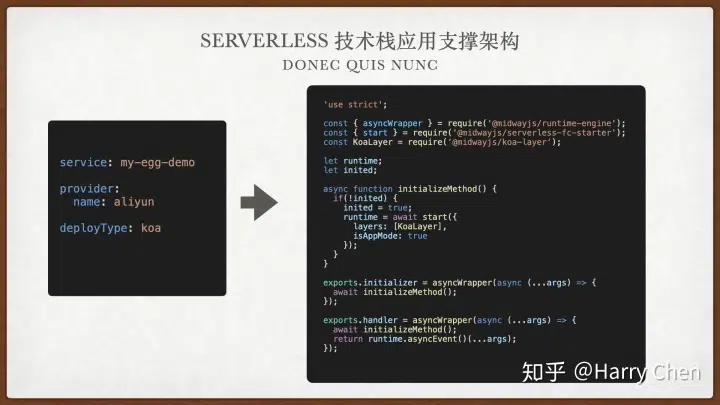 SERVERLESS 技术栈应用支撑架构
DONEC QUIS NUNC
service: my-egg-demo
provider:
  name: aliyun
deployType: koa
'use strict';
const { asyncWrapper } = require('@midwayjs/runtime-engine');
const { start } = require('@midwayjs/serverless-fc-starter');
const KoaLayer = require('@midwayjs/koa-layer');
let runtime;
let inited;
async function initializeMethod() {
  if(!inited) {
    inited = true;
    runtime = await start({
      layers: [KoaLayer],
      isAppMode: true
    });
  }
}
exports.initializer = asyncWrapper(async (...args) => {
  await initializeMethod();
});
exports.handler = asyncWrapper(async (...args) => {
  await initializeMethod();
  return runtime.asyncEvent()(...args);
});
知乎 @Harry Chen